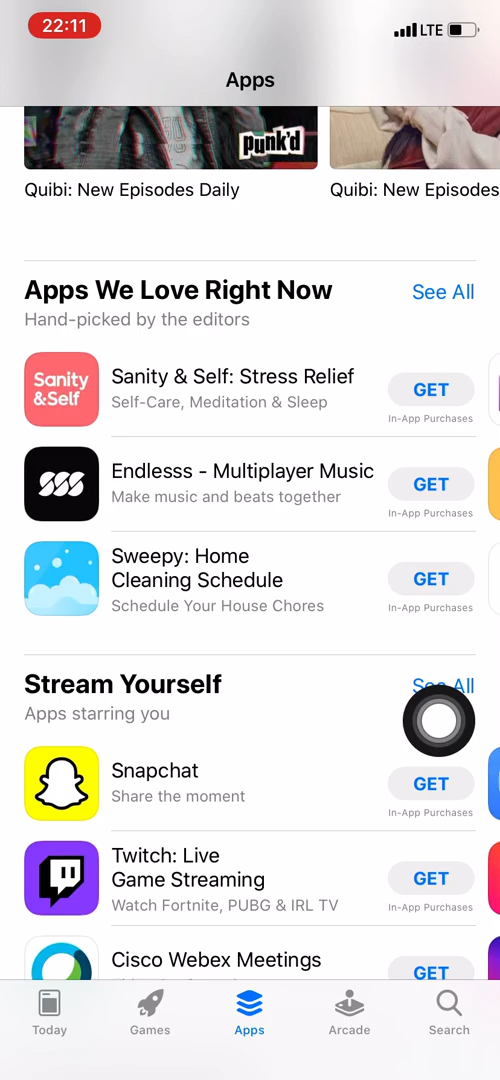 22:11
LTE
Apps
punk'd
Quibi: New Episodes Daily
Quibi: New Episodes
Apps We Love Right Now
See All
Hand-picked by the editors
Sanity
&Self
Sanity & Self: Stress Relief
Self-Care, Meditation & Sleep
GET
In-App Purchases
Endlesss - Multiplayer Music
Make music and beats together
GET
In-App Purchases
Sweepy: Home
Cleaning Schedule
Schedule Your House Chores
GET
In-App Purchases
Stream Yourself
See All
Apps starring you
Snapchat
Share the moment
GET
In-App Purchases
Twitch: Live
Game Streaming
Watch Fortnite, PUBG & IRL TV
GET
In-App Purchases
Cisco Webex Meetings
GET
Today
Games
Apps
Arcade
Search